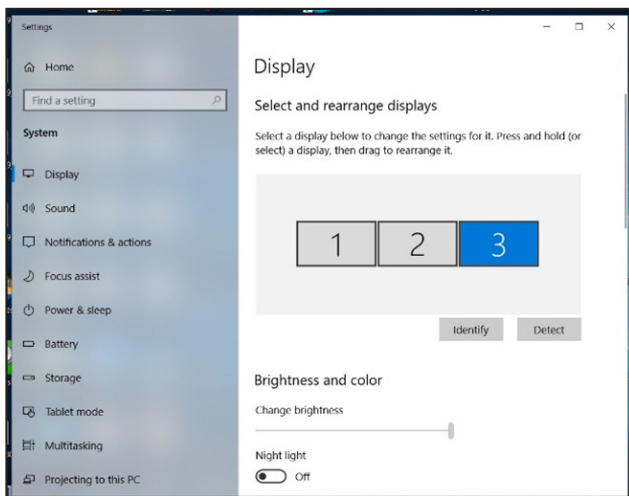 Settings
Home
Find a setting
System
Display
Sound
Notifications & actions
Focus assist
Power & sleep
Battery
Storage
Tablet mode
Multitasking
Projecting to this PC
Display
Select and rearrange displays
Select a display below to change the settings for it. Press and hold (or
select) a display, then drag to rearrange it.
1 2 3
Identify Detect
Brightness and color
Change brightness
Night light
Off